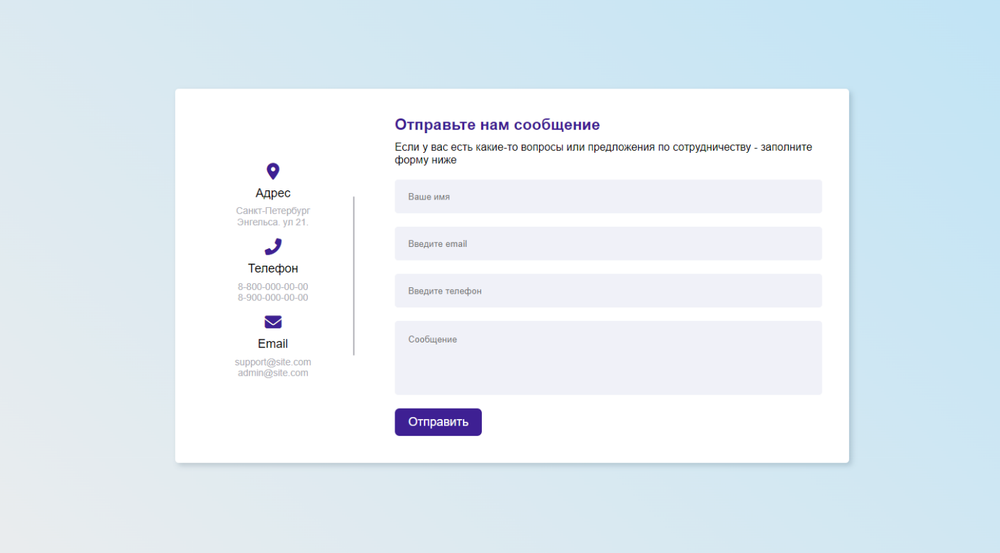 Адрес
Санкт-Петербург
Энгельса. ул 21.
Телефон
8-800-000-00-00
8-900-000-00-00
Email
support@site.com
admin@site.com
Отправьте нам сообщение
Если у вас есть какие-то вопросы или предложения по сотрудничеству - заполните
форму ниже
Ваше имя
Введите email
Введите телефон
Сообщение
Отправить